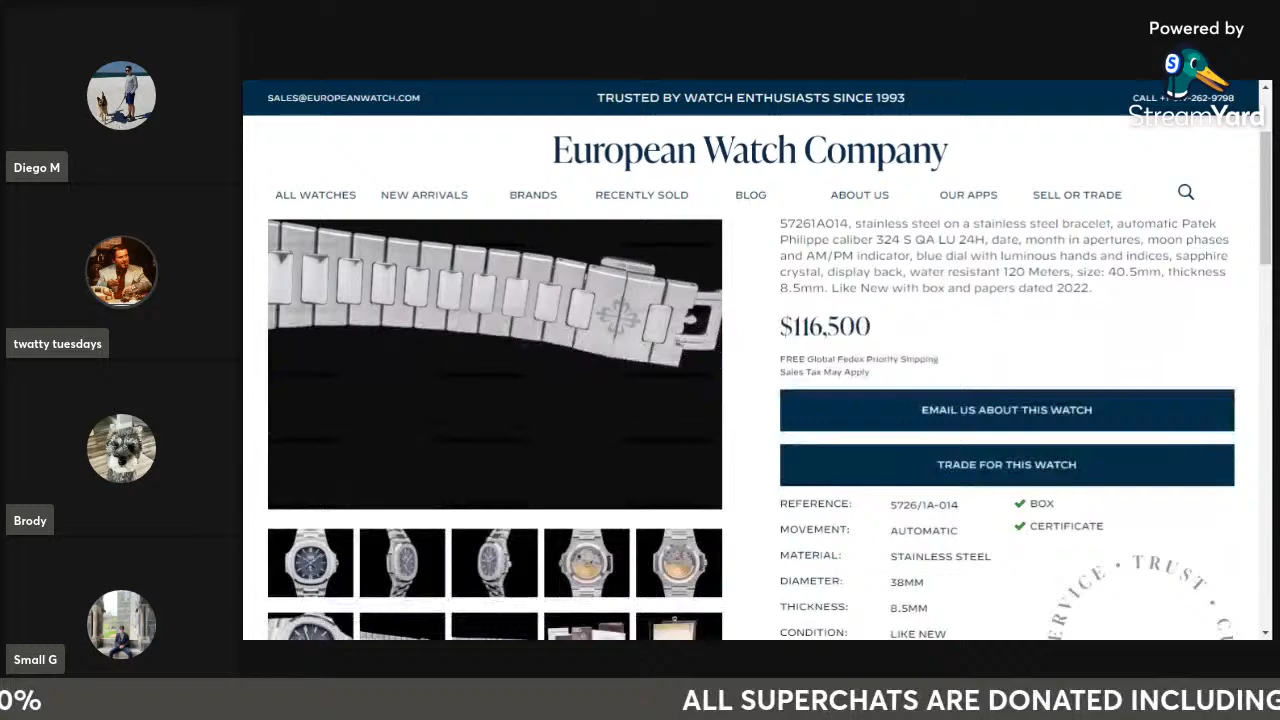 Powered by
StreamYard
Diego M
twatty tuesdays
Brody
Small G
SALES@EUROPEANWATCH.COM
TRUSTED BY WATCH ENTHUSIASTS SINCE 1993
European Watch Company
ALL WATCHES NEW ARRIVALS BRANDS RECENTLY SOLD BLOG ABOUT US OUR APPS SELL OR TRADE
57261A014, stainless steel on a stainless steel bracelet, automatic Patek
Philippe caliber 324 S QA LU 24H, date, month in apertures, moon phases
and AM/PM indicator, blue dial with luminous hands and indices, sapphire
crystal, display back, water resistant 120 Meters, size: 40.5mm, thickness
8.5mm. Like New with box and papers dated 2022.
$116,500
FREE Global Fedex Priority Shipping
Sales Tax May Apply
EMAIL US ABOUT THIS WATCH
TRADE FOR THIS WATCH
REFERENCE: 5726/1A-014 BOX
MOVEMENT: AUTOMATIC CERTIFICATE
MATERIAL: STAINLESS STEEL
DIAMETER: 38MM
THICKNESS: 8.5MM
CONDITION: LIKE NEW
ERVICE • TRUST •
0% ALL SUPERCHATS ARE DONATED INCLUDING